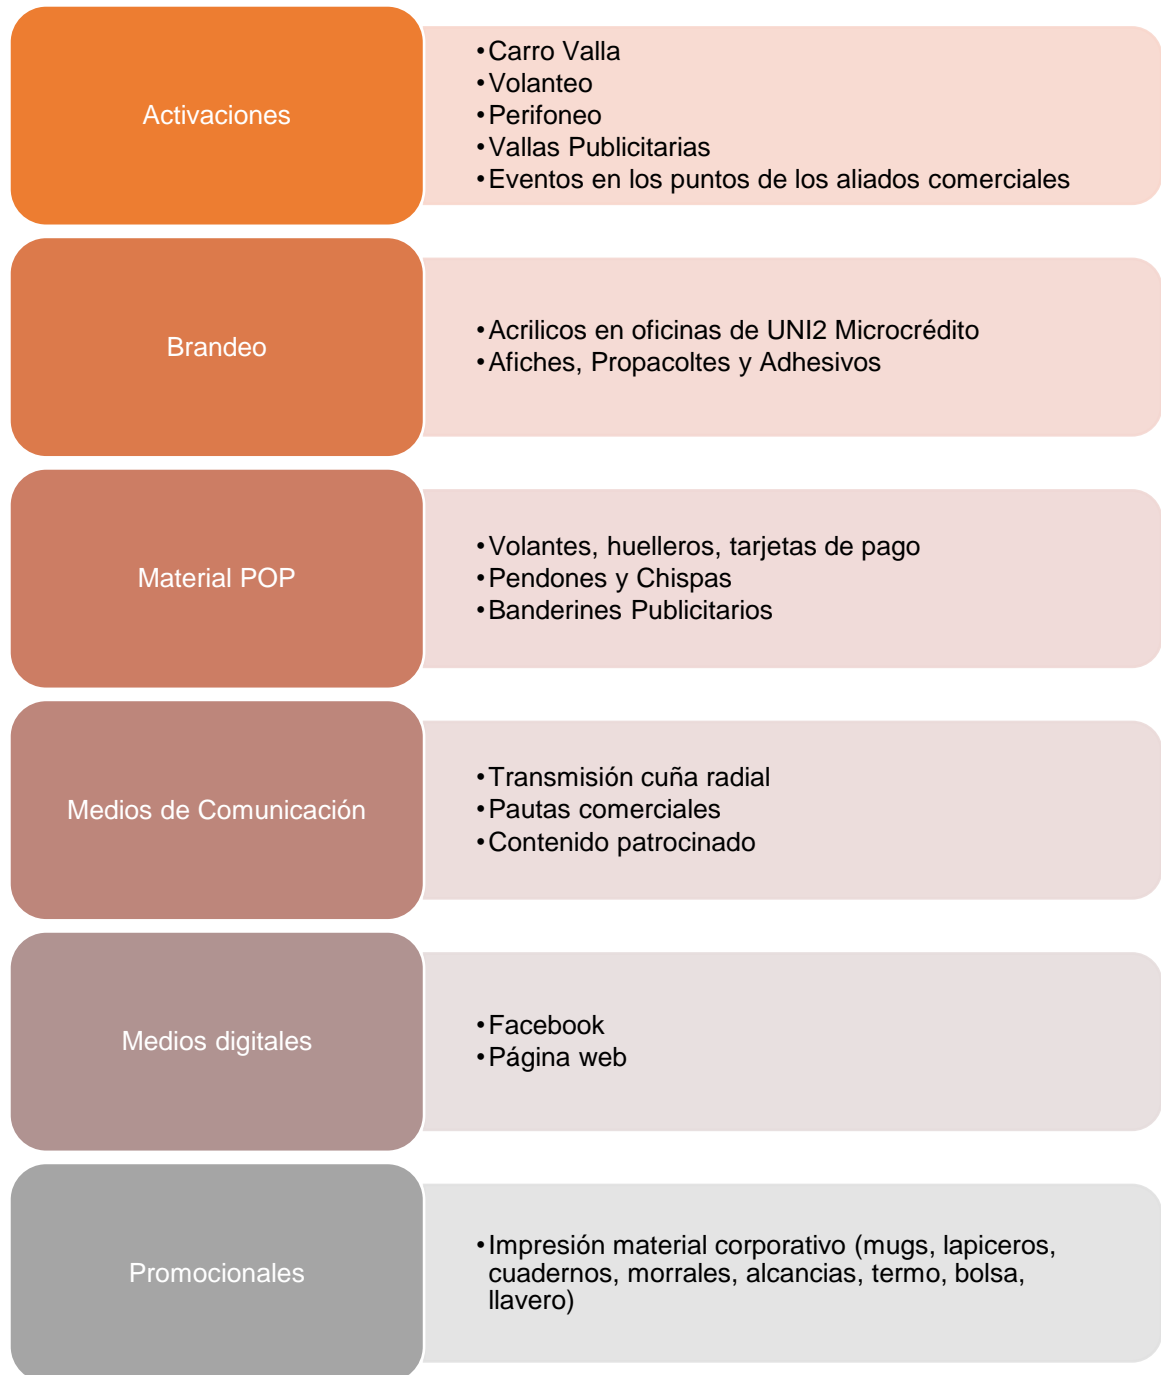 Activaciones
•Carro Valla
•Volanteo
•Perifoneo
•Vallas Publicitarias
•Eventos en los puntos de los aliados comerciales
Brandeo
•Acrilicos en oficinas de UNI2 Microcrédito
•Afiches, Propacoltes y Adhesivos
Material POP
•Volantes, huelleros, tarjetas de pago
•Pendones y Chispas
•Banderines Publicitarios
Medios de Comunicación
•Transmisión cuña radial
•Pautas comerciales
•Contenido patrocinado
Medios digitales
•Facebook
•Página web
Promocionales
•Impresión material corporativo (mugs, lapiceros,
cuadernos, morrales, alcancias, termo, bolsa,
llavero)